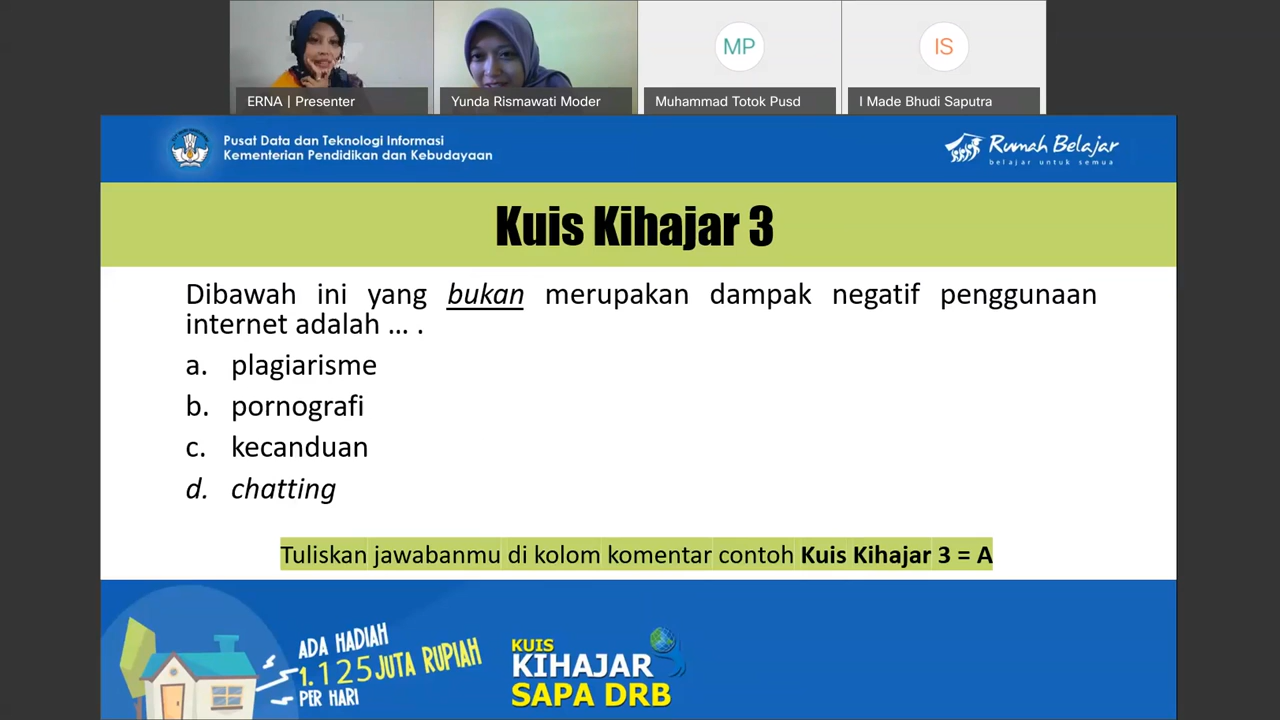 MP
IS
ERNA | Presenter
Yunda Rismawati Moder
Muhammad Totok Pusd
I Made Bhudi Saputra
Pusat Data dan Teknologi Informasi
Kementerian Pendidikan dan Kebudayaan
Rumah Belajar
belajar untuk semua
Kuis Kihajar 3
Dibawah ini yang bukan merupakan dampak negatif penggunaan
internet adalah ... .
a. plagiarisme
b. pornografi
c. kecanduan
d. chatting
Tuliskan jawabanmu di kolom komentar contoh Kuis Kihajar 3 = A
ADA HADIAH
1.125 JUTA RUPIAH
PER HARI
KUIS
KIHAJAR
SAPA DRB